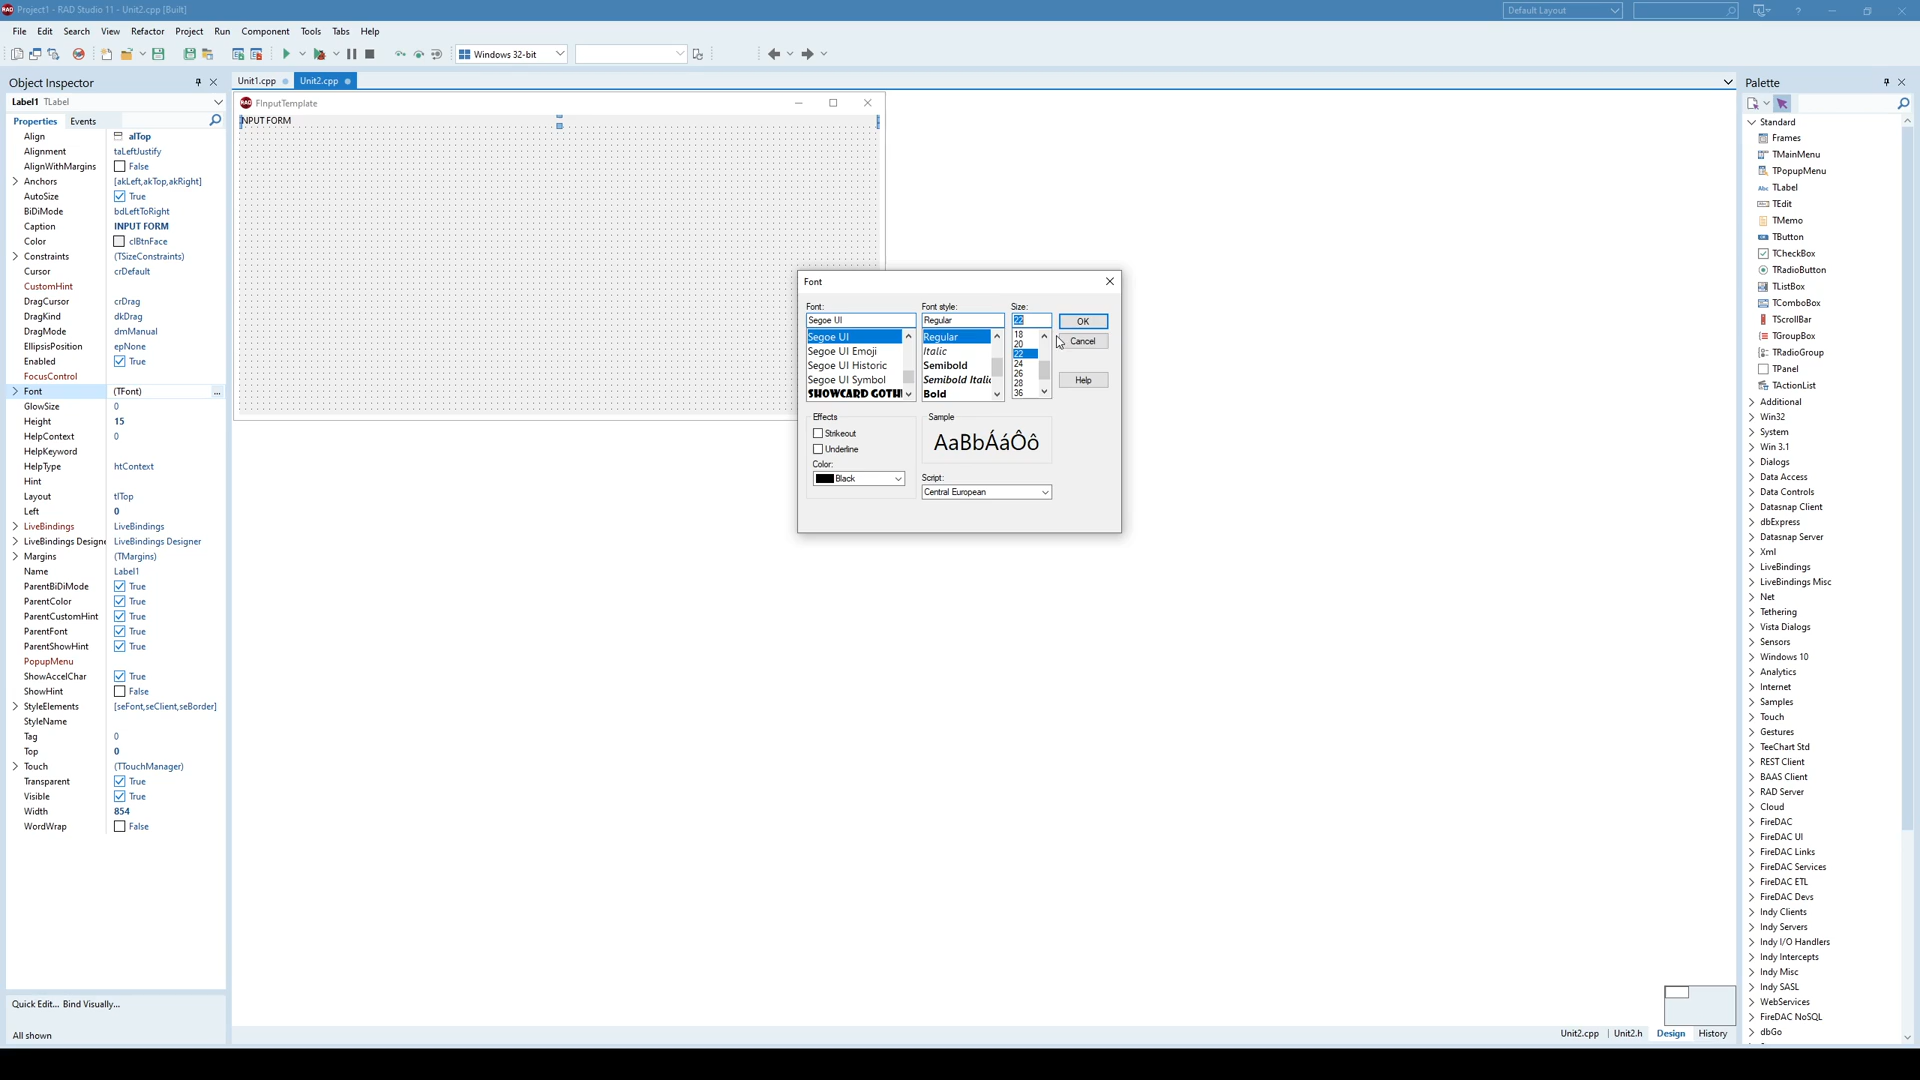 Project1 - RAD Studio 11 - Unit2.cpp [Built]
Default Layout
File Edit Search View Refactor Project Run Component Tools Tabs Help
Windows 32-bit
Object Inspector
Label1 TLabel
Properties Events
Align alTop
Alignment taLeftJustify
AlignWithMargins False
Anchors [akLeft,akTop,akRight]
AutoSize True
BiDiMode bdLeftToRight
Caption INPUT FORM
Color clBtnFace
Constraints (TSizeConstraints)
Cursor crDefault
CustomHint
DragCursor crDrag
DragKind dkDrag
DragMode dmManual
EllipsisPosition epNone
Enabled True
FocusControl
Font (TFont) ...
GlowSize 0
Height 15
HelpContext 0
HelpKeyword
HelpType htContext
Hint
Layout tlTop
Left 0
LiveBindings LiveBindings
LiveBindings Designe LiveBindings Designer
Margins (TMargins)
Name Label1
ParentBiDiMode True
ParentColor True
ParentCustomHint True
ParentFont True
ParentShowHint True
PopupMenu
ShowAccelChar True
ShowHint False
StyleElements [seFont,seClient,seBorder]
StyleName
Tag 0
Top 0
Touch (TTouchManager)
Transparent True
Visible True
Width 854
WordWrap False
Quick Edit... Bind Visually...
All shown
Unit1.cpp Unit2.cpp
FInputTemplate
INPUT FORM
Font
Font: Font style: Size:
Segoe UI Regular 22 OK
Segoe UI Regular 18
Segoe UI Emoji Italic 20 Cancel
Segoe UI Historic Semibold 22
Segoe UI Symbol Semibold Italic 24 Help
SHOWCARD GOTH Bold 26
28
36
Effects Sample
Strikeout AaBbÁáÔô
Underline
Color: Script:
Black Central European
Unit2.cpp Unit2.h Design History
Palette
Standard
Frames
TMainMenu
TPopupMenu
TLabel
TEdit
TMemo
TButton
TCheckBox
TRadioButton
TListBox
TComboBox
TScrollBar
TGroupBox
TRadioGroup
TPanel
TActionList
Additional
Win32
System
Win 3.1
Dialogs
Data Access
Data Controls
Datasnap Client
dbExpress
Datasnap Server
Xml
LiveBindings
LiveBindings Misc
Net
Tethering
Vista Dialogs
Sensors
Windows 10
Analytics
Internet
Samples
Touch
Gestures
TeeChart Std
REST Client
BAAS Client
RAD Server
Cloud
FireDAC
FireDAC UI
FireDAC Links
FireDAC Services
FireDAC ETL
FireDAC Devs
Indy Clients
Indy Servers
Indy I/O Handlers
Indy Intercepts
Indy Misc
Indy SASL
WebServices
FireDAC NoSQL
dbGo